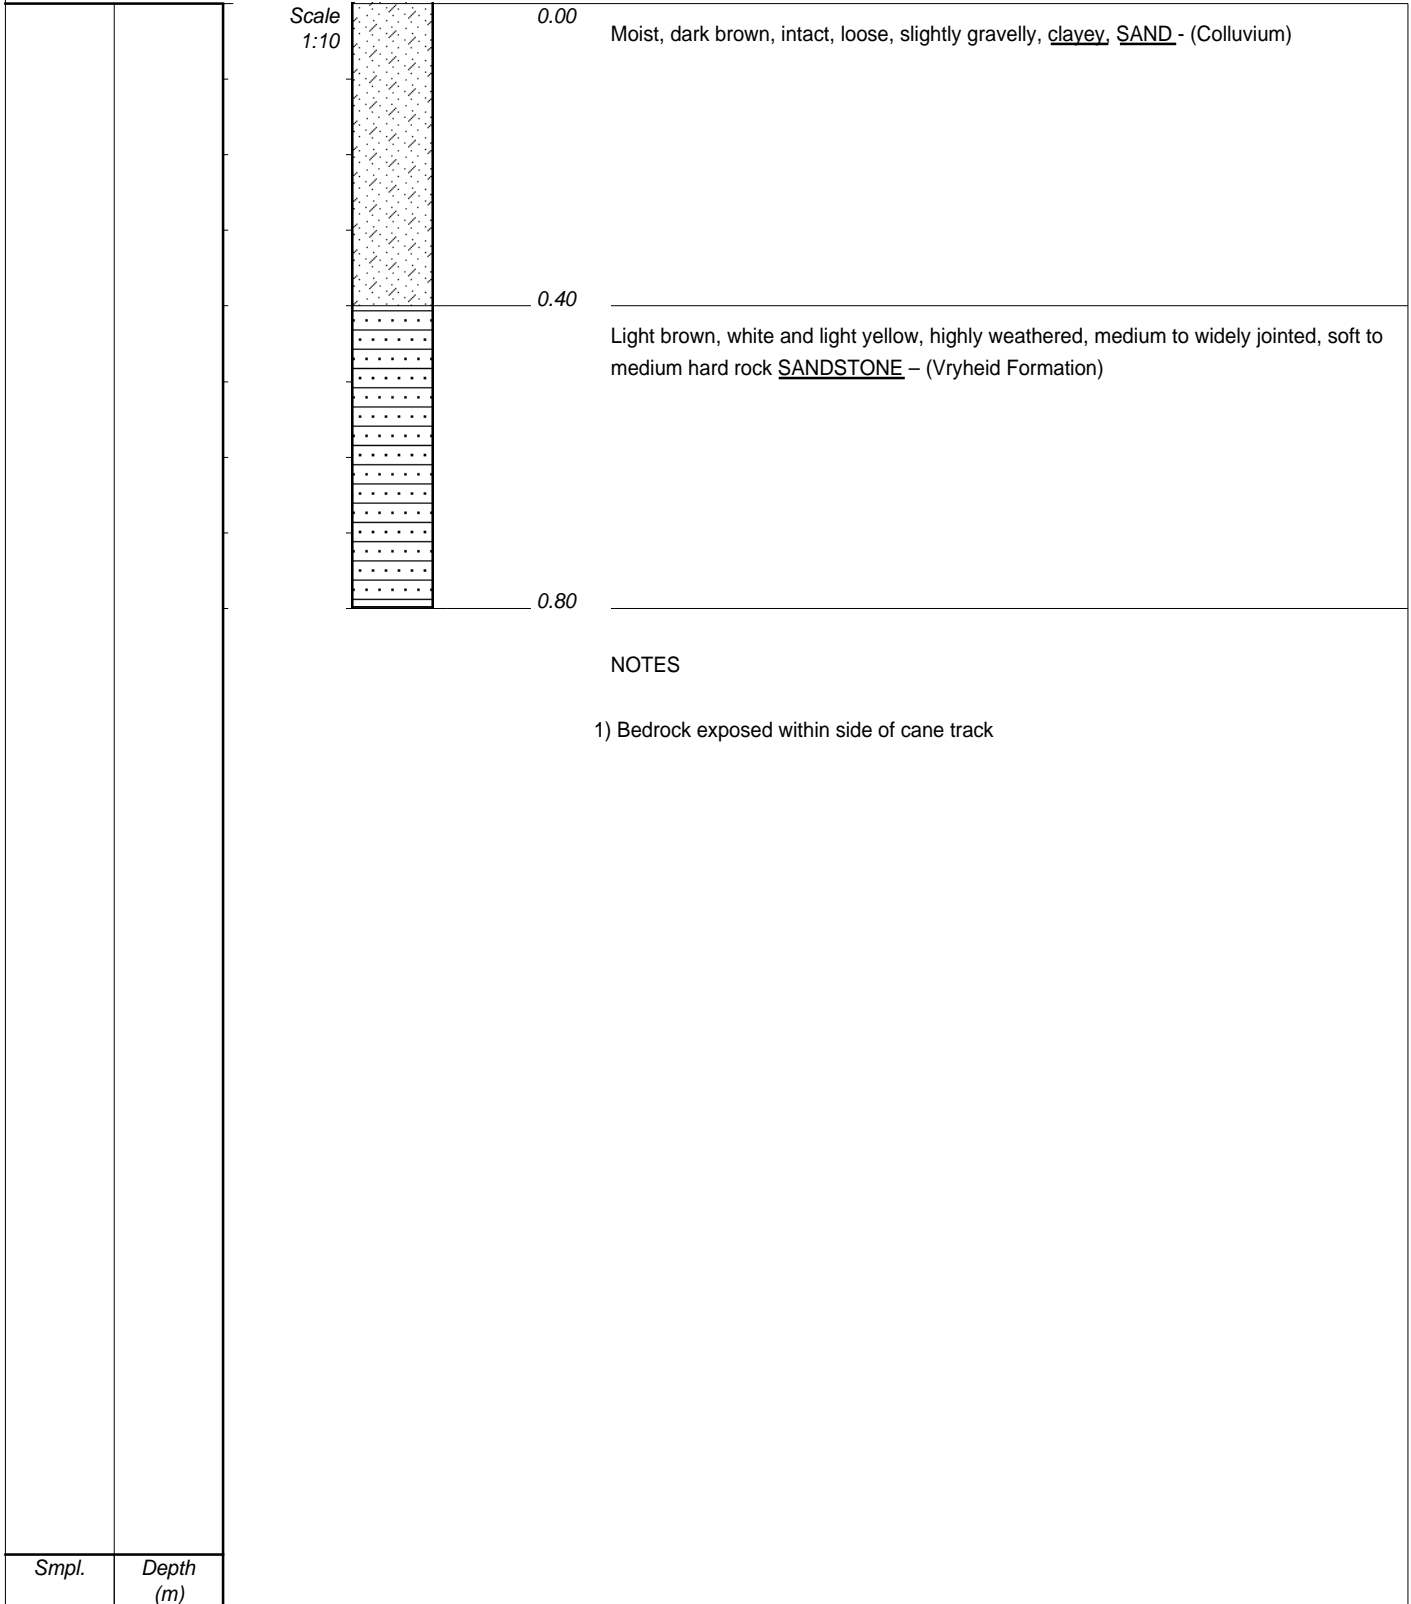 Scale
1:10
0.00
Moist, dark brown, intact, loose, slightly gravelly, clayey, SAND - (Colluvium)
0.40
Light brown, white and light yellow, highly weathered, medium to widely jointed, soft to
medium hard rock SANDSTONE – (Vryheid Formation)
0.80
NOTES
1) Bedrock exposed within side of cane track
Smpl.
Depth
(m)